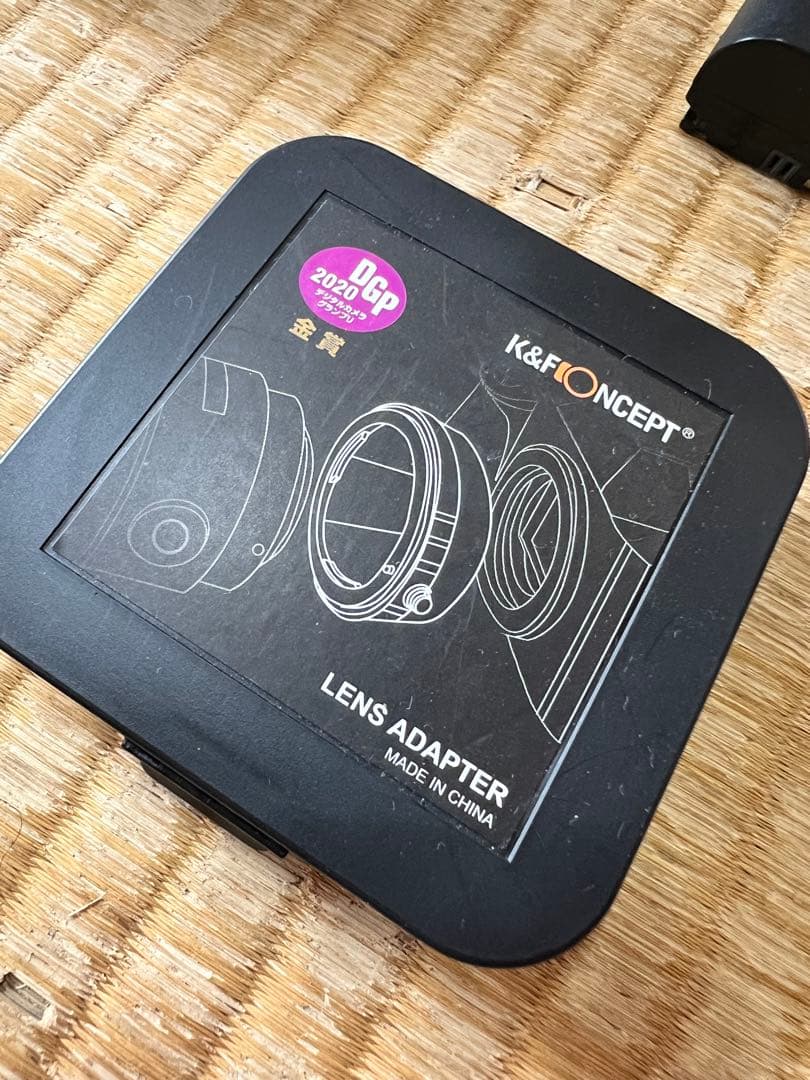 DGP
2020
デジタルカメラ
グランプリ
金賞
K&F CONCEPT®
LENS ADAPTER
MADE IN CHINA